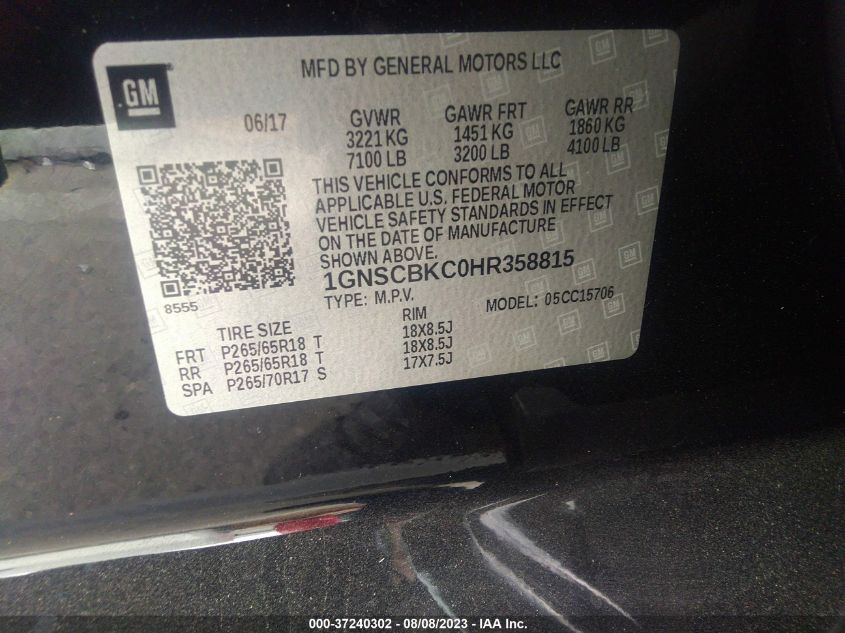 GM
MFD BY GENERAL MOTORS LLC
06/17
GVWR GAWR FRT GAWR RR
3221 KG 1451 KG 1860 KG
7100 LB 3200 LB 4100 LB
THIS VEHICLE CONFORMS TO ALL
APPLICABLE U.S. FEDERAL MOTOR
VEHICLE SAFETY STANDARDS IN EFFECT
ON THE DATE OF MANUFACTURE
SHOWN ABOVE.
1GNSCBKC0HR358815
8555
TYPE: M.P.V. MODEL: 05CC15706
TIRE SIZE RIM
FRT P265/65R18 T 18X8.5J
RR P265/65R18 T 18X8.5J
SPA P265/70R17 S 17X7.5J
000-37240302 - 08/08/2023 - IAA Inc.